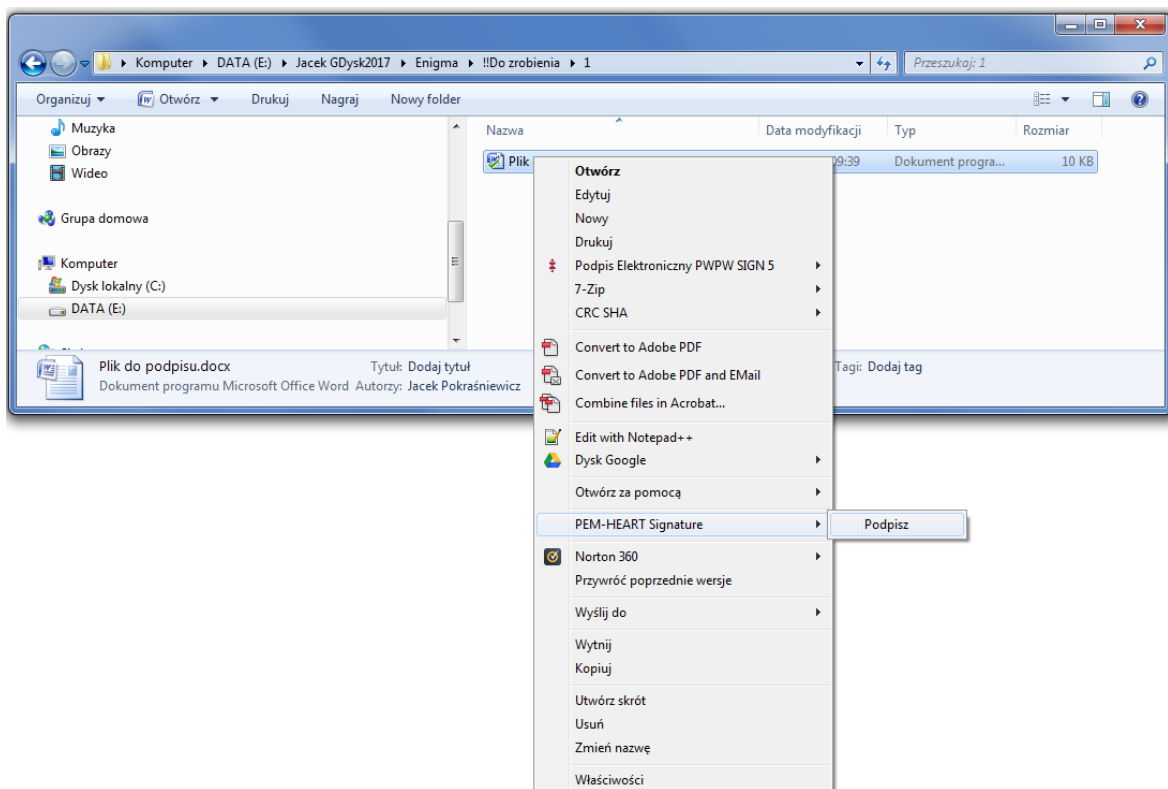 Komputer ▸ DATA (E:) ▸ Jacek GDysk2017 ▸ Enigma ▸ !!Do zrobienia ▸ 1
Przeszukaj: 1
Organizuj Otwórz Drukuj Nagraj Nowy folder
Muzyka
Obrazy
Wideo
Grupa domowa
Komputer
Dysk lokalny (C:)
DATA (E:)
Nazwa Data modyfikacji Typ Rozmiar
Plik 09:39 Dokument progra... 10 KB
Plik do podpisu.docx Tytuł: Dodaj tytuł Tagi: Dodaj tag
Dokument programu Microsoft Office Word Autorzy: Jacek Pokraśniewicz
Otwórz
Edytuj
Nowy
Drukuj
Podpis Elektroniczny PWPW SIGN 5
7-Zip
CRC SHA
Convert to Adobe PDF
Convert to Adobe PDF and EMail
Combine files in Acrobat...
Edit with Notepad++
Dysk Google
Otwórz za pomocą
PEM-HEART Signature
Podpisz
Norton 360
Przywróć poprzednie wersje
Wyślij do
Wytnij
Kopiuj
Utwórz skrót
Usuń
Zmień nazwę
Właściwości